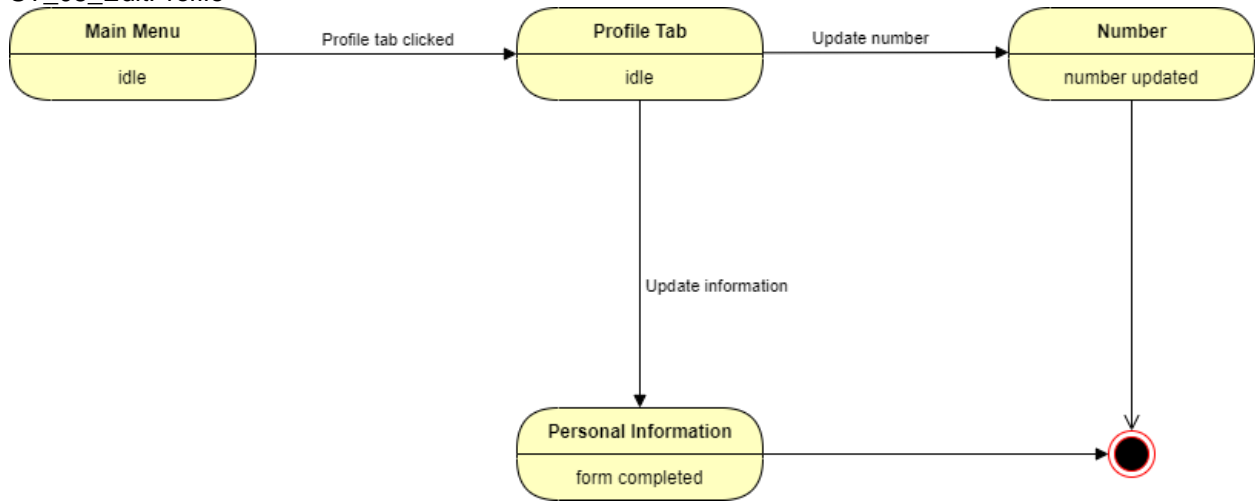 Main Menu
idle
Profile tab clicked
Profile Tab
idle
Update number
Number
number updated
Update information
Personal Information
form completed